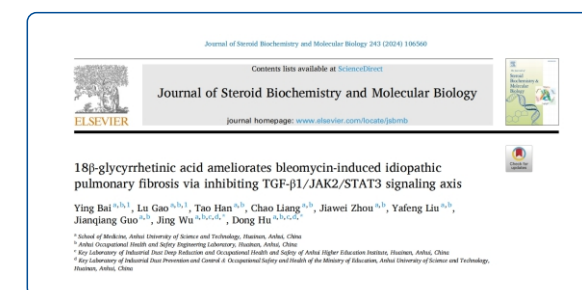 Journal of Steroid Biochemistry and Molecular Biology 243 (2024) 106560
Contents lists available at ScienceDirect
Journal of Steroid Biochemistry and Molecular Biology
journal homepage: www.elsevier.com/locate/jsbmb
ELSEVIER
18β-glycyrrhetinic acid ameliorates bleomycin-induced idiopathic
pulmonary fibrosis via inhibiting TGF-β1/JAK2/STAT3 signaling axis
Ying Bai a,b,1, Lu Gao a,b,1, Tao Han a,b, Chao Liang a,b, Jiawei Zhou a,b, Yafeng Liu a,b,
Jianqiang Guo a,b, Jing Wu a,b,c,d,*, Dong Hu a,b,c,d,*
a School of Medicine, Anhui University of Science and Technology, Huainan, Anhui, China
b Anhui Occupational Health and Safety Engineering Laboratory, Huainan, Anhui, China
c Key Laboratory of Industrial Dust Deep Reduction and Occupational Health and Safety of Anhui Higher Education Institute, Huainan, Anhui, China
d Key Laboratory of Industrial Dust Prevention and Control & Occupational Safety and Health of the Ministry of Education, Anhui University of Science and Technology,
Huainan, Anhui, China